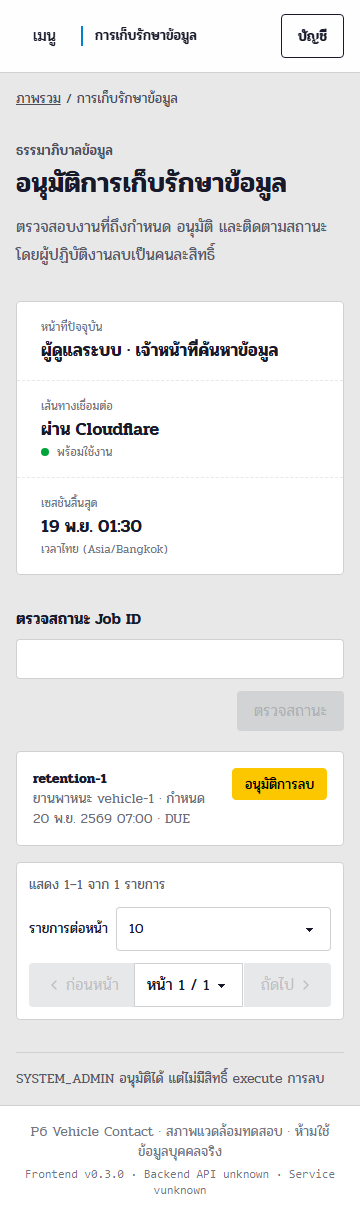 เมนู
การเก็บรักษาข้อมูล
บัญชี
ภาพรวม / การเก็บรักษาข้อมูล
ธรรมาภิบาลข้อมูล
อนุมัติการเก็บรักษาข้อมูล
ตรวจสอบงานที่ถึงกำหนด อนุมัติ และติดตามสถานะ
โดยผู้ปฏิบัติงานลบเป็นคนละสิทธิ์
หน้าที่ปัจจุบัน
ผู้ดูแลระบบ · เจ้าหน้าที่ค้นหาข้อมูล
เส้นทางเชื่อมต่อ
ผ่าน Cloudflare
พร้อมใช้งาน
เซสชันสิ้นสุด
19 พ.ย. 01:30
เวลาไทย (Asia/Bangkok)
ตรวจสถานะ Job ID
ตรวจสถานะ
retention-1
ยานพาหนะ vehicle-1 · กำหนด
20 พ.ย. 2569 07:00 · DUE
อนุมัติการลบ
แสดง 1–1 จาก 1 รายการ
รายการต่อหน้า
10
ก่อนหน้า
หน้า 1 / 1
ถัดไป
SYSTEM_ADMIN อนุมัติได้ แต่ไม่มีสิทธิ์ execute การลบ
P6 Vehicle Contact · สภาพแวดล้อมทดสอบ · ห้ามใช้
ข้อมูลบุคคลจริง
Frontend v0.3.0 · Backend API unknown · Service
vunknown